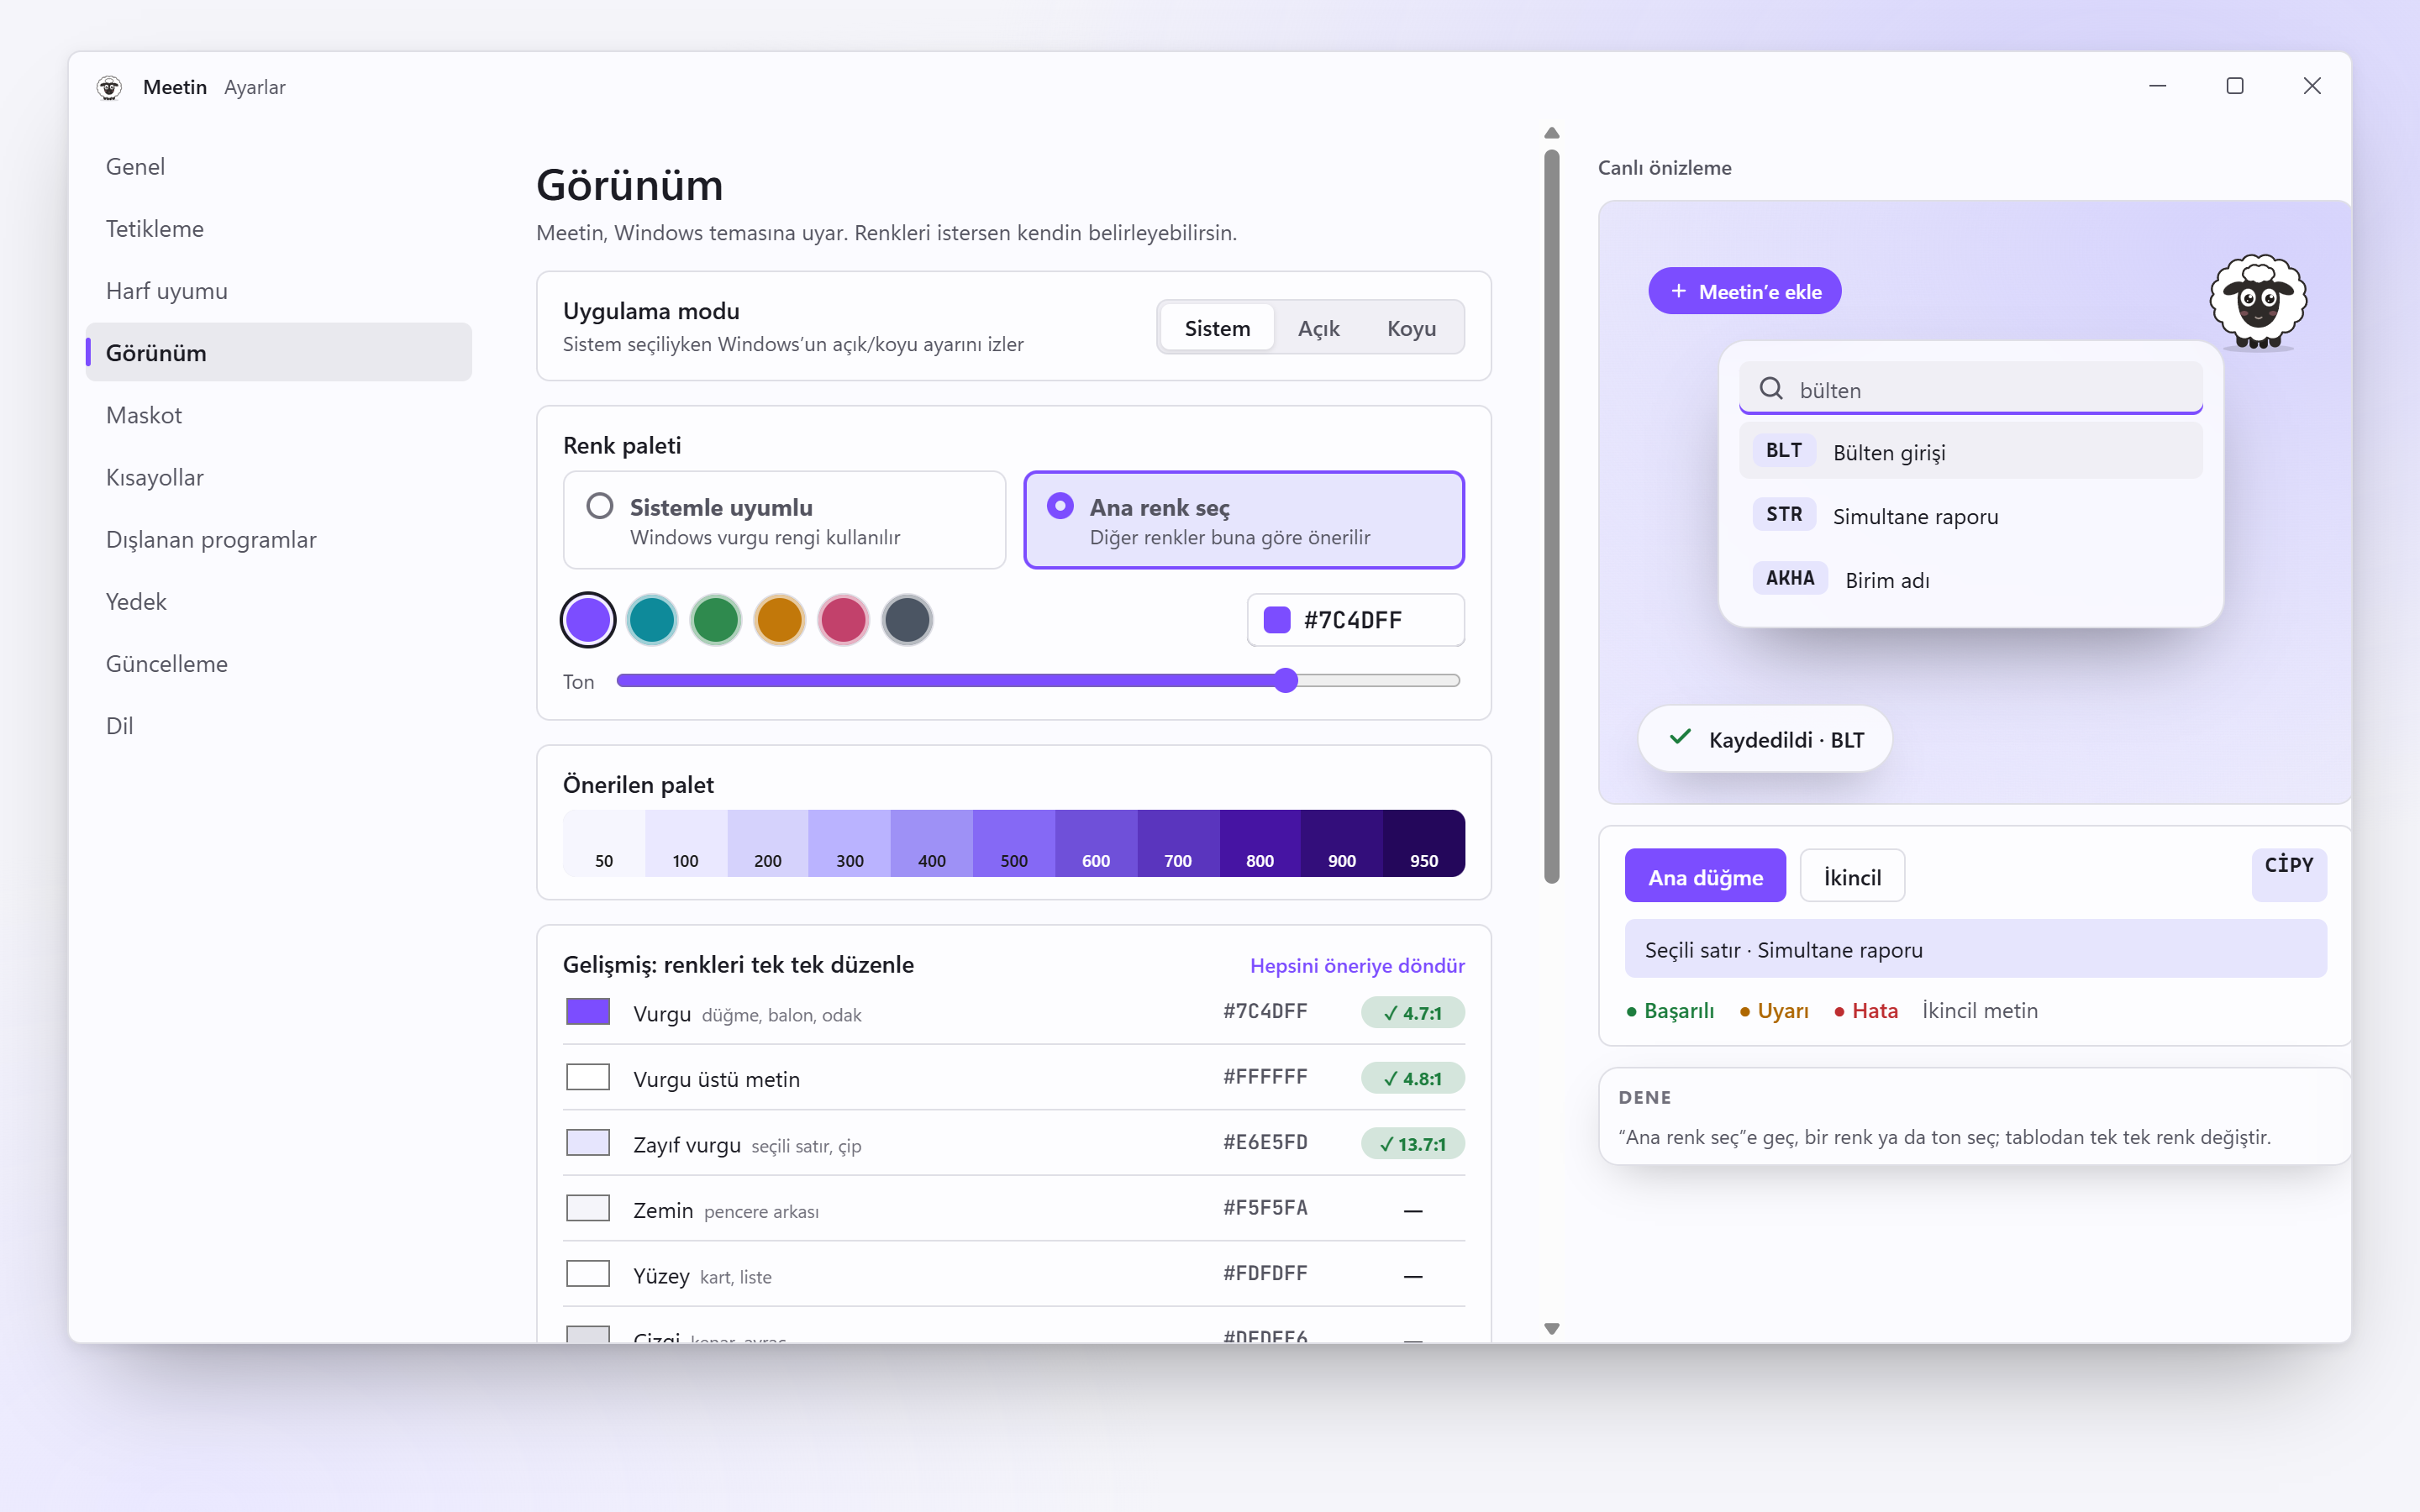 Meetin Ayarlar
Genel
Tetikleme
Harf uyumu
Görünüm
Maskot
Kısayollar
Dışlanan programlar
Yedek
Güncelleme
Dil
Görünüm
Meetin, Windows temasına uyar. Renkleri istersen kendin belirleyebilirsin.
Uygulama modu
Sistem seçiliyken Windows’un açık/koyu ayarını izler
Sistem Açık Koyu
Renk paleti
Sistemle uyumlu
Windows vurgu rengi kullanılır
Ana renk seç
Diğer renkler buna göre önerilir
#7C4DFF
Ton
Önerilen palet
50 100 200 300 400 500 600 700 800 900 950
Gelişmiş: renkleri tek tek düzenle
Hepsini öneriye döndür
Vurgu düğme, balon, odak #7C4DFF ✓ 4.7:1
Vurgu üstü metin #FFFFFF ✓ 4.8:1
Zayıf vurgu seçili satır, çip #E6E5FD ✓ 13.7:1
Zemin pencere arkası #F5F5FA —
Yüzey kart, liste #FDFDFF —
Çizgi kenar, ayraç
Canlı önizleme
+ Meetin’e ekle
bülten
BLT Bülten girişi
STR Simultane raporu
AKHA Birim adı
Kaydedildi · BLT
Ana düğme İkincil CİPY
Seçili satır · Simultane raporu
● Başarılı ● Uyarı ● Hata İkincil metin
DENE
“Ana renk seç”e geç, bir renk ya da ton seç; tablodan tek tek renk değiştir.